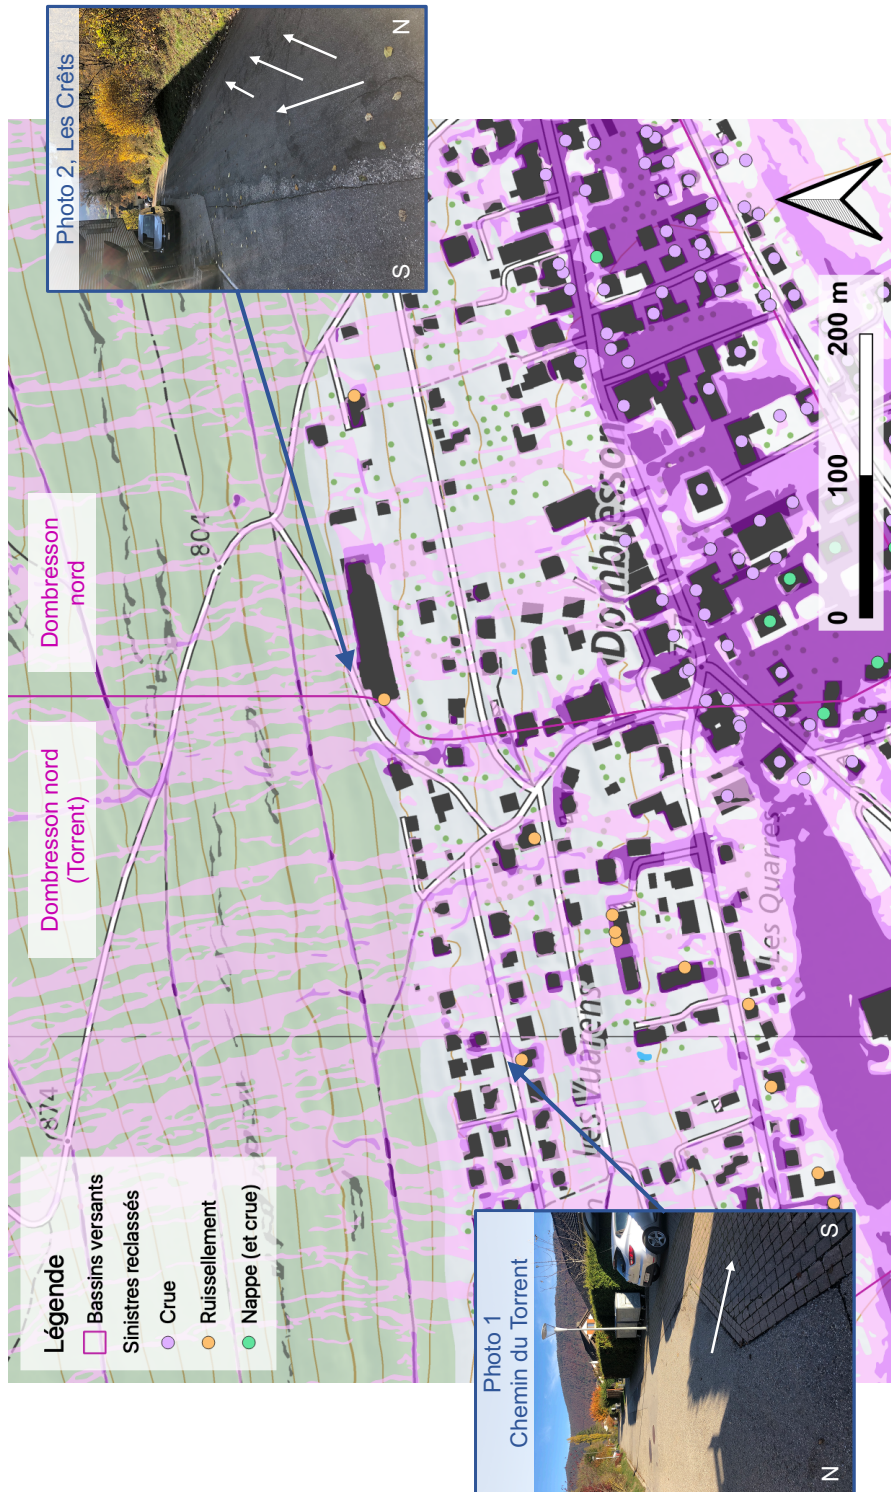 Photo 2, Les Crêts
S
N
Dombresson
nord
Dombresson nord
(Torrent)
804
874
Dombresson
737
Les Vuarens
Les Quarres
Légende
Bassins versants
Sinistres reclassés
Crue
Ruissellement
Nappe (et crue)
0
100
200 m
Photo 1
Chemin du Torrent
N
S